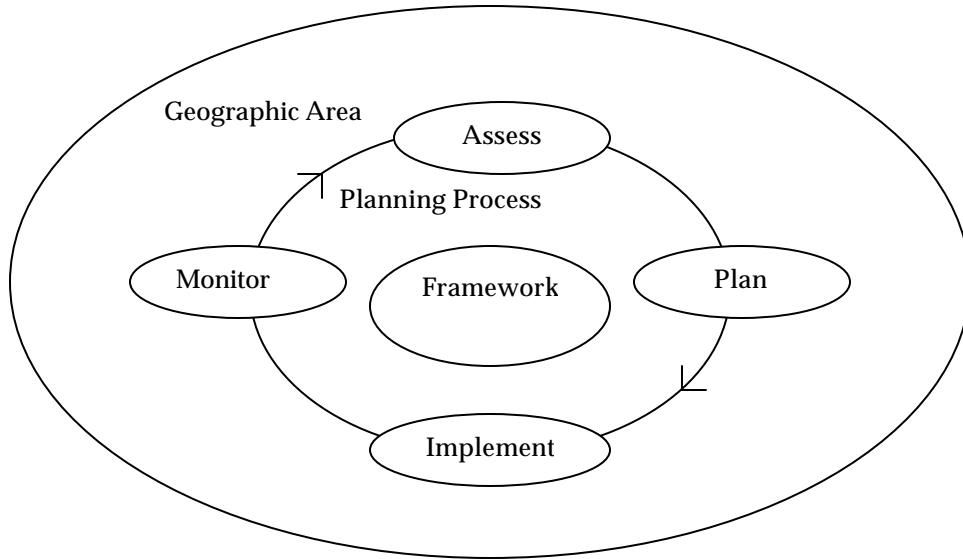 Geographic Area
Assess
Planning Process
Monitor
Framework
Plan
Implement